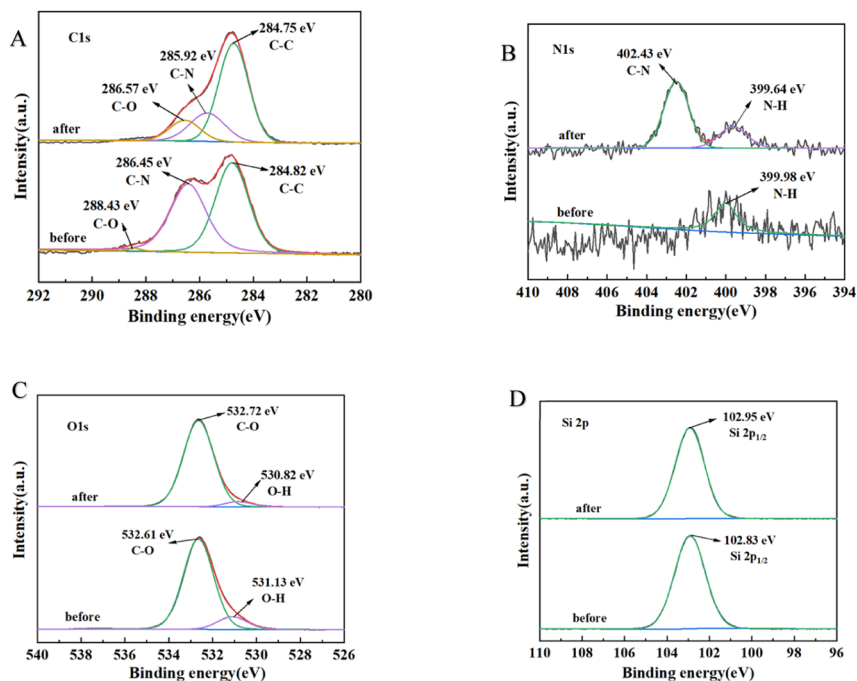 A
C1s
284.75 eV
C-C
285.92 eV
C-N
286.57 eV
C-O
after
286.45 eV
C-N
284.82 eV
C-C
288.43 eV
C-O
before
292 290 288 286 284 282 280
Binding energy(eV)
Intensity(a.u.)
B
N1s
402.43 eV
C-N
399.64 eV
N-H
after
399.98 eV
N-H
before
410 408 406 404 402 400 398 396 394
Binding energy(eV)
Intensity(a.u.)
C
O1s
532.72 eV
C-O
530.82 eV
O-H
after
532.61 eV
C-O
531.13 eV
O-H
before
540 538 536 534 532 530 528 526
Binding energy(eV)
Intensity(a.u.)
D
Si 2p
102.95 eV
Si 2p₁/₂
after
102.83 eV
Si 2p₁/₂
before
110 108 106 104 102 100 98 96
Binding energy(eV)
Intensity(a.u.)